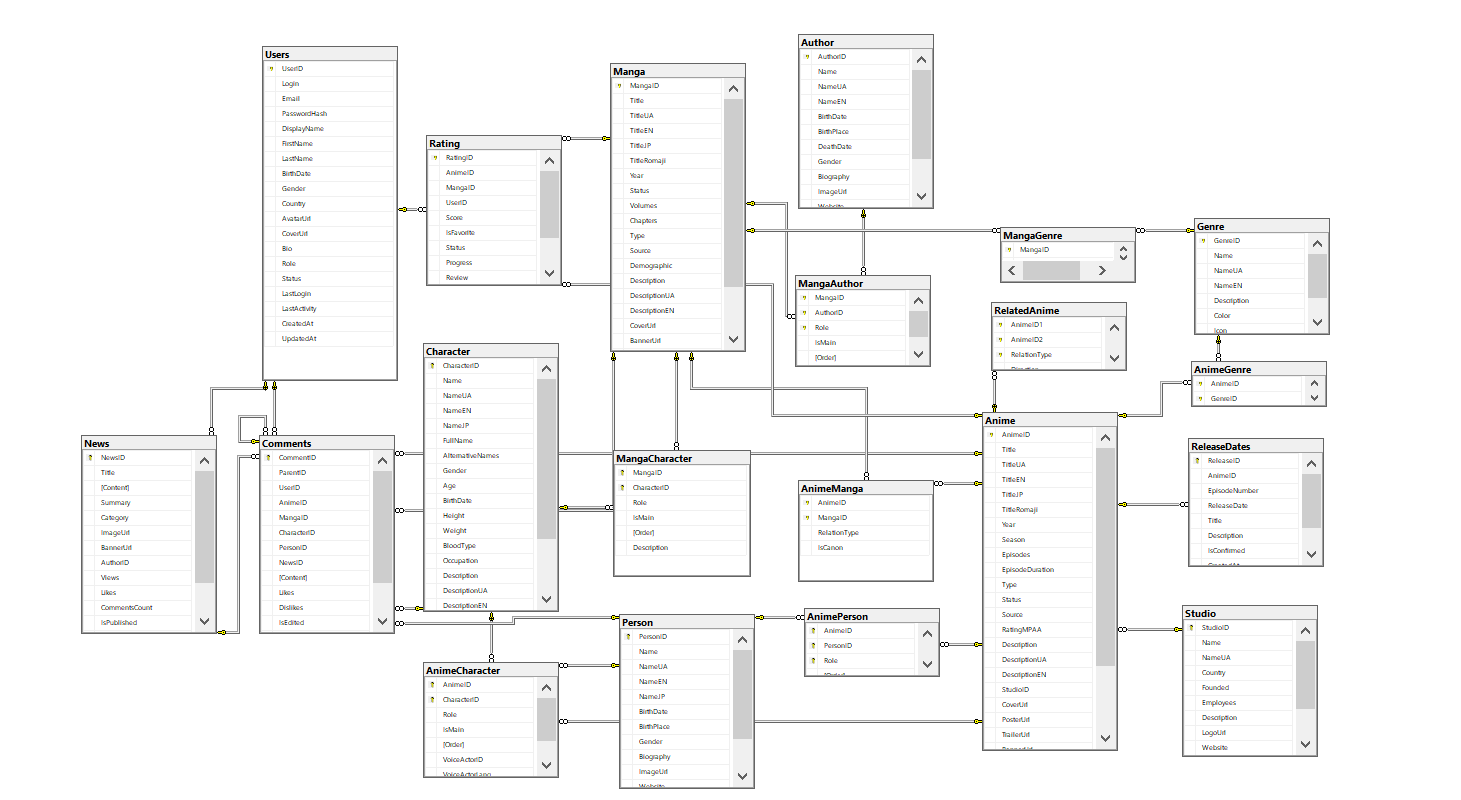 Users
UserID
Login
Email
PasswordHash
DisplayName
FirstName
LastName
BirthDate
Gender
Country
AvatarUrl
CoverUrl
Bio
Role
Status
LastLogin
LastActivity
CreatedAt
UpdatedAt
Rating
RatingID
AnimeID
MangaID
UserID
Score
IsFavorite
Status
Progress
Review
Manga
MangaID
Title
TitleUA
TitleEN
TitleJP
TitleRomaji
Year
Status
Volumes
Chapters
Type
Source
Demographic
Description
DescriptionUA
DescriptionEN
CoverUrl
BannerUrl
Author
AuthorID
Name
NameUA
NameEN
BirthDate
BirthPlace
DeathDate
Gender
Biography
ImageUrl
Website
MangaGenre
MangaID
Genre
GenreID
Name
NameUA
NameEN
Description
Color
Icon
MangaAuthor
MangaID
AuthorID
Role
IsMain
[Order]
RelatedAnime
AnimeID1
AnimeID2
RelationType
AnimeGenre
AnimeID
GenreID
Character
CharacterID
Name
NameUA
NameEN
NameJP
FullName
AlternativeNames
Gender
Age
BirthDate
Height
Weight
BloodType
Occupation
Description
DescriptionUA
DescriptionEN
News
NewsID
Title
[Content]
Summary
Category
ImageUrl
BannerUrl
AuthorID
Views
Likes
CommentsCount
IsPublished
Comments
CommentID
ParentID
UserID
AnimeID
MangaID
CharacterID
PersonID
NewsID
[Content]
Likes
Dislikes
IsEdited
MangaCharacter
MangaID
CharacterID
Role
IsMain
[Order]
Description
AnimeManga
AnimeID
MangaID
RelationType
IsCanon
Anime
AnimeID
Title
TitleUA
TitleEN
TitleJP
TitleRomaji
Year
Season
Episodes
EpisodeDuration
Type
Status
Source
RatingMPAA
Description
DescriptionUA
DescriptionEN
StudioID
CoverUrl
PosterUrl
TrailerUrl
BannerUrl
ReleaseDates
ReleaseID
AnimeID
EpisodeNumber
ReleaseDate
Title
Description
IsConfirmed
CreatedAt
Studio
StudioID
Name
NameUA
Country
Founded
Employees
Description
LogoUrl
Website
AnimePerson
AnimeID
PersonID
Role
[Order]
Person
PersonID
Name
NameUA
NameEN
NameJP
BirthDate
BirthPlace
Gender
Biography
ImageUrl
Website
AnimeCharacter
AnimeID
CharacterID
Role
IsMain
[Order]
VoiceActorID
VoiceActorLang